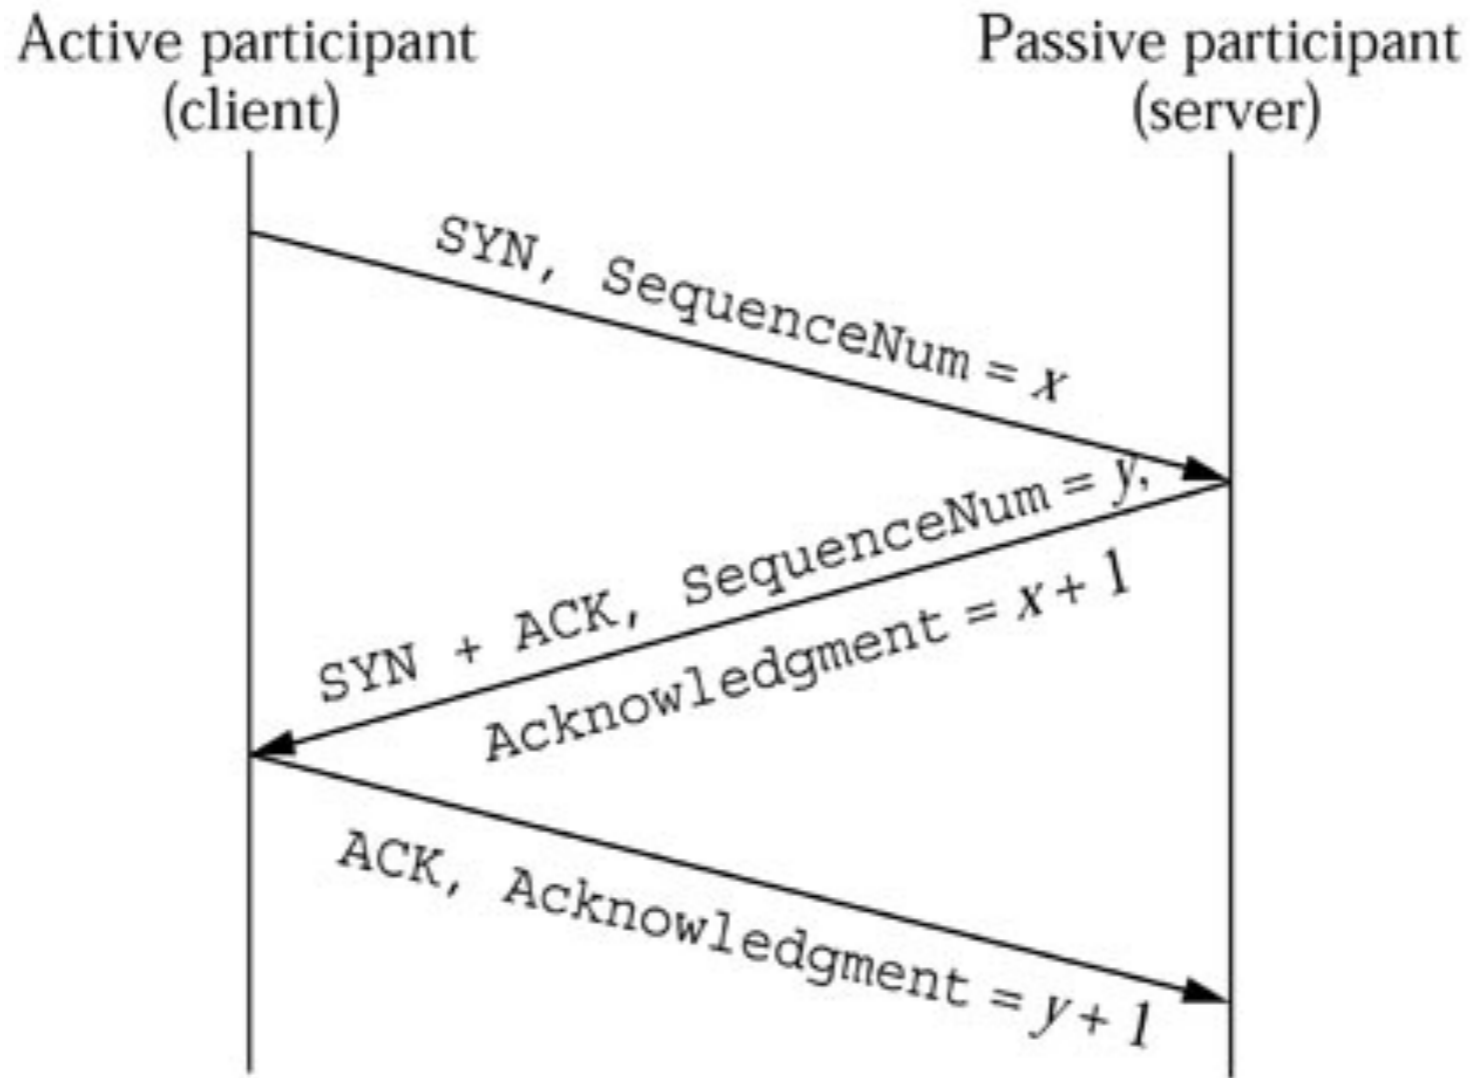 Active participant
(client)
Passive participant
(server)
SYN, SequenceNum = x
SYN + ACK, SequenceNum = y,
Acknowledgment = x + 1
ACK, Acknowledgment = y + 1